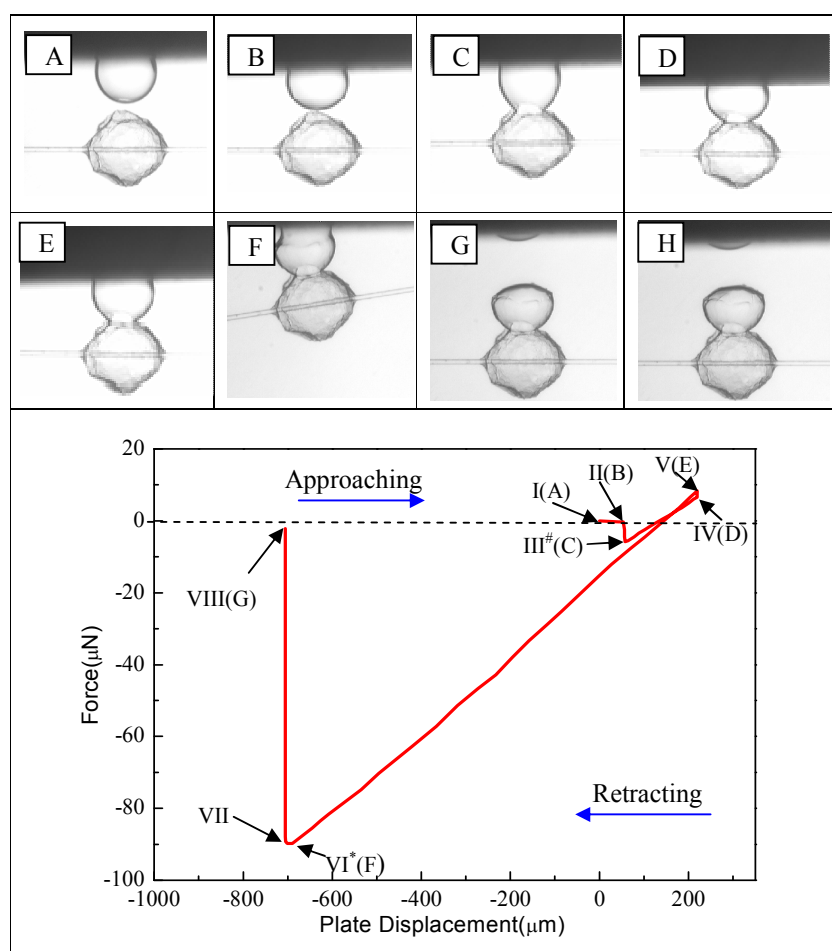 A
B
C
D
E
F
G
H
20
0
-20
-40
-60
-80
-100
Force(μN)
Approaching
I(A)
II(B)
V(E)
III#(C)
IV(D)
VIII(G)
Retracting
VII
VI*(F)
-1000 -800 -600 -400 -200 0 200
Plate Displacement(μm)